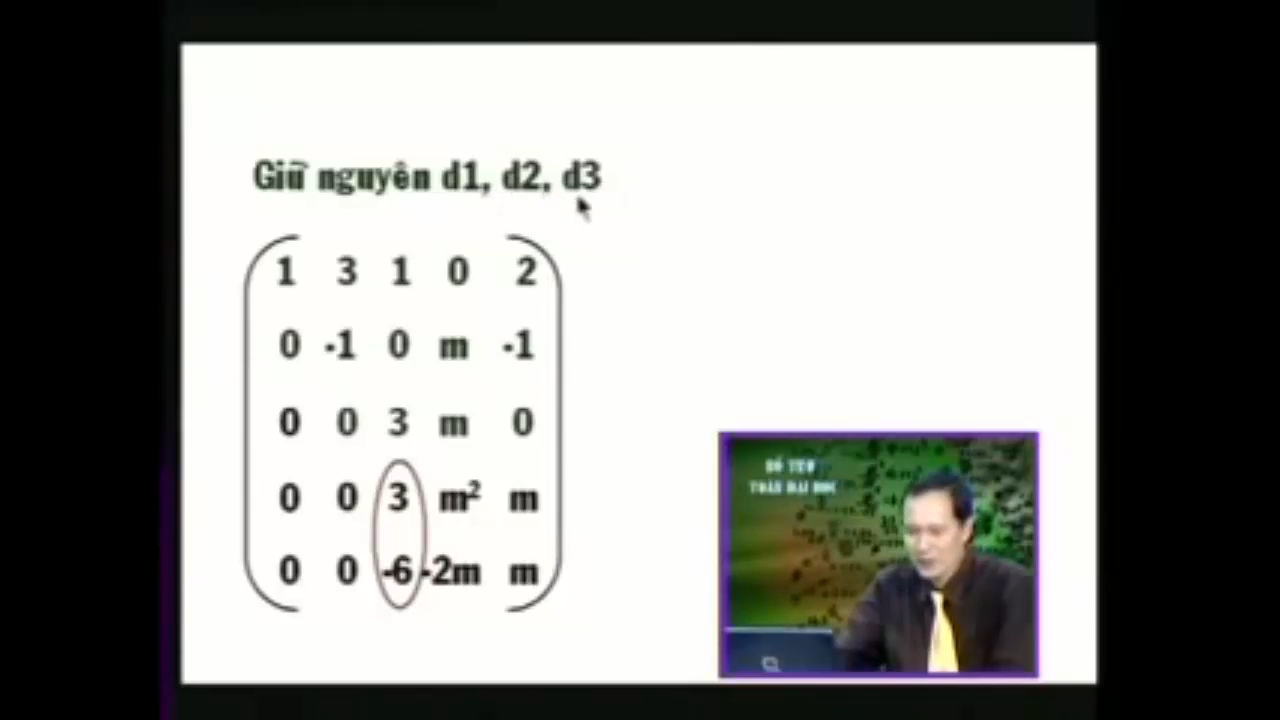 Giữ nguyên d1, d2, d3
1 3 1 0 2
0 -1 0 m -1
0 0 3 m 0
0 0 3 m² m
0 0 -6 -2m m